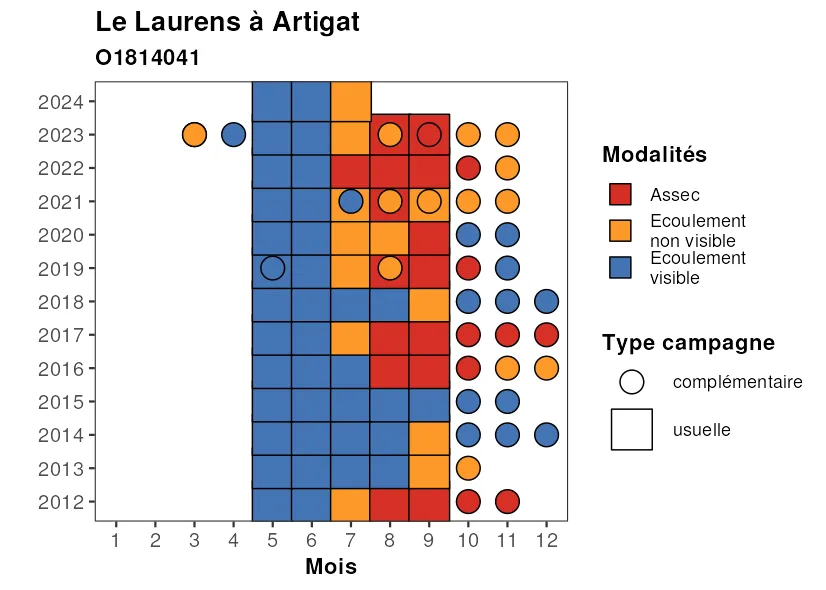 Le Laurens à Artigat
O1814041
2024
2023
2022
2021
2020
2019
2018
2017
2016
2015
2014
2013
2012
1 2 3 4 5 6 7 8 9 10 11 12
Mois
Modalités
Assec
Ecoulement
non visible
Ecoulement
visible
Type campagne
complémentaire
usuelle